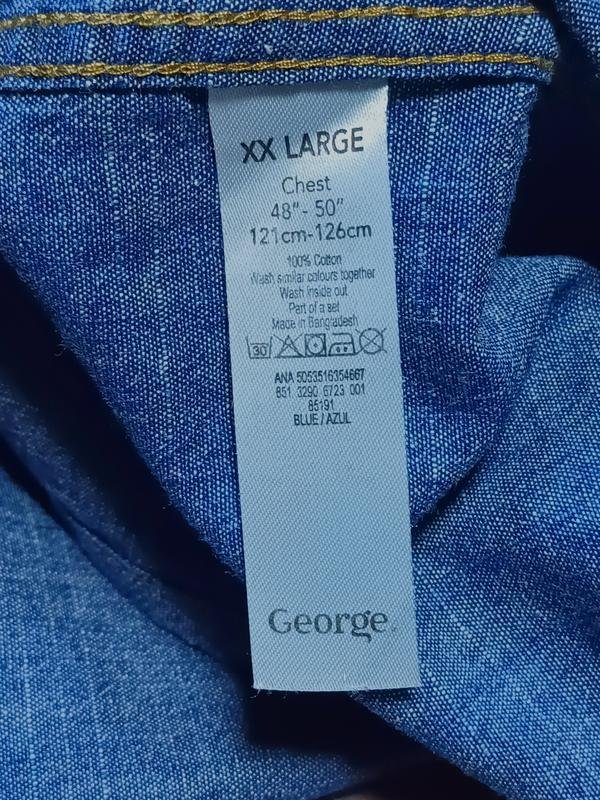 XX LARGE
Chest
48"- 50"
121cm-126cm
100% Cotton
Wash similar colours together
Wash inside out
Part of a set
Made in Bangladesh
30
ANA 5053516354667
851 3290 6723 001
85191
BLUE / AZUL
George.